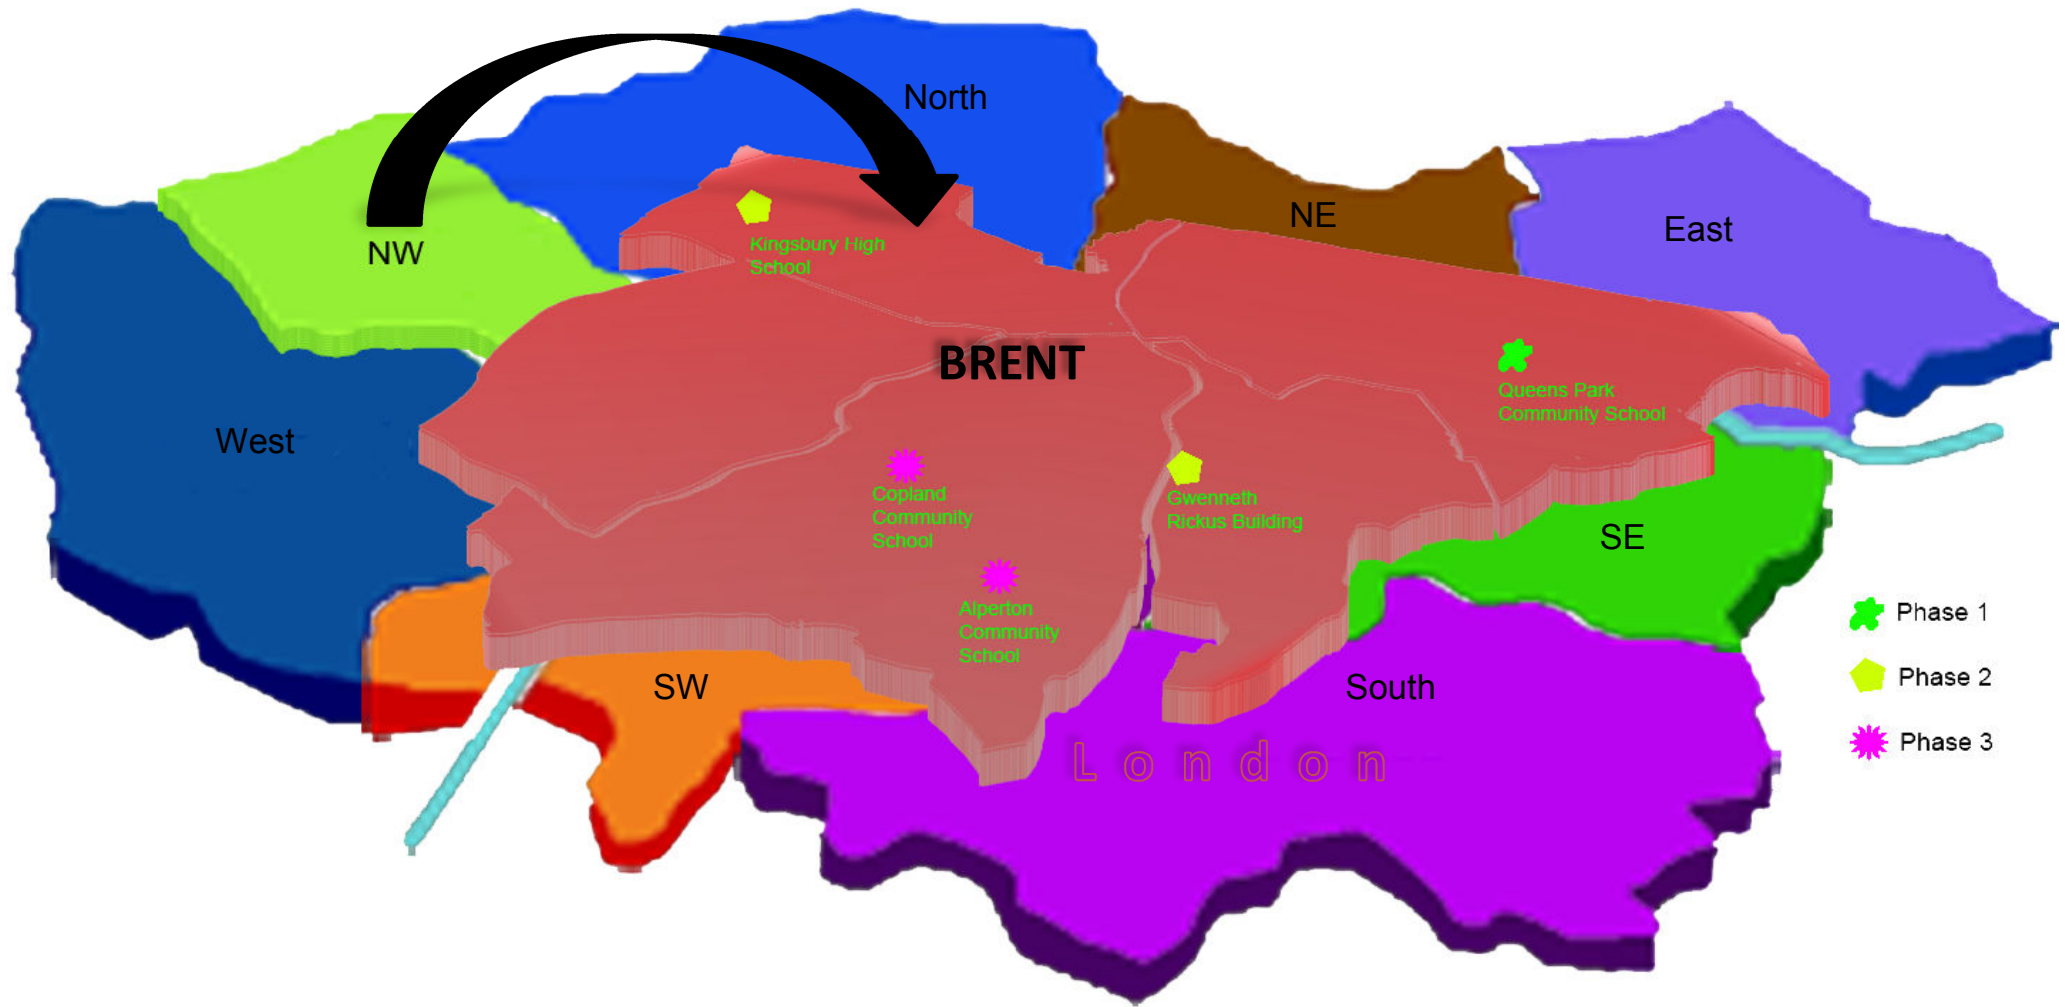 North
NW
NE
East
Kingsbury High
School
BRENT
Queens Park
Community School
West
Copland
Community
School
Gwenneth
Rickus Building
SE
Alperton
Community
School
SW
South
London
Phase 1
Phase 2
Phase 3